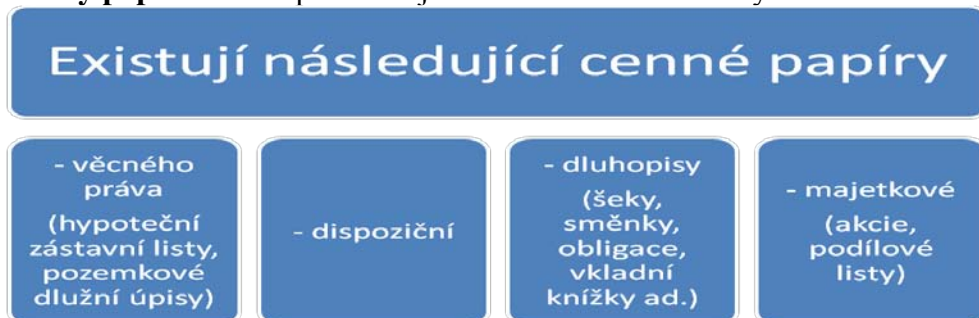 Existují následující cenné papíry
- věcného
práva
(hypoteční
zástavní listy,
pozemkové
dlužní úpisy)
- dispoziční
- dluhopisy
(šeky,
směnky,
obligace,
vkladní
knížky ad.)
- majetkové
(akcie,
podílové
listy)